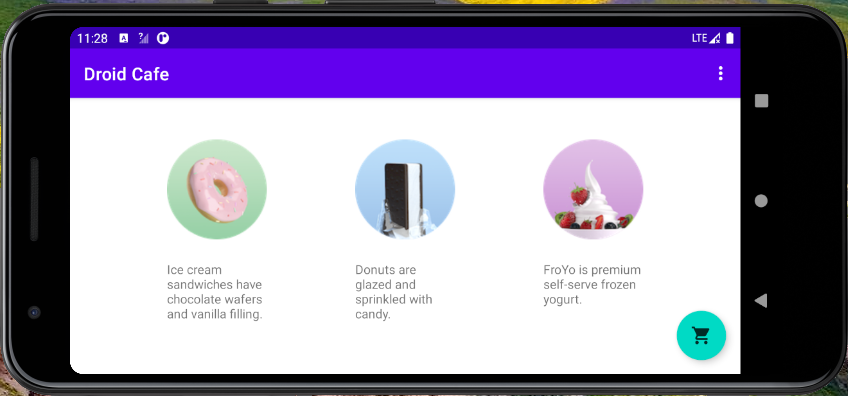 11:28
LTE
Droid Cafe
Ice cream
sandwiches have
chocolate wafers
and vanilla filling.
Donuts are
glazed and
sprinkled with
candy.
FroYo is premium
self-serve frozen
yogurt.